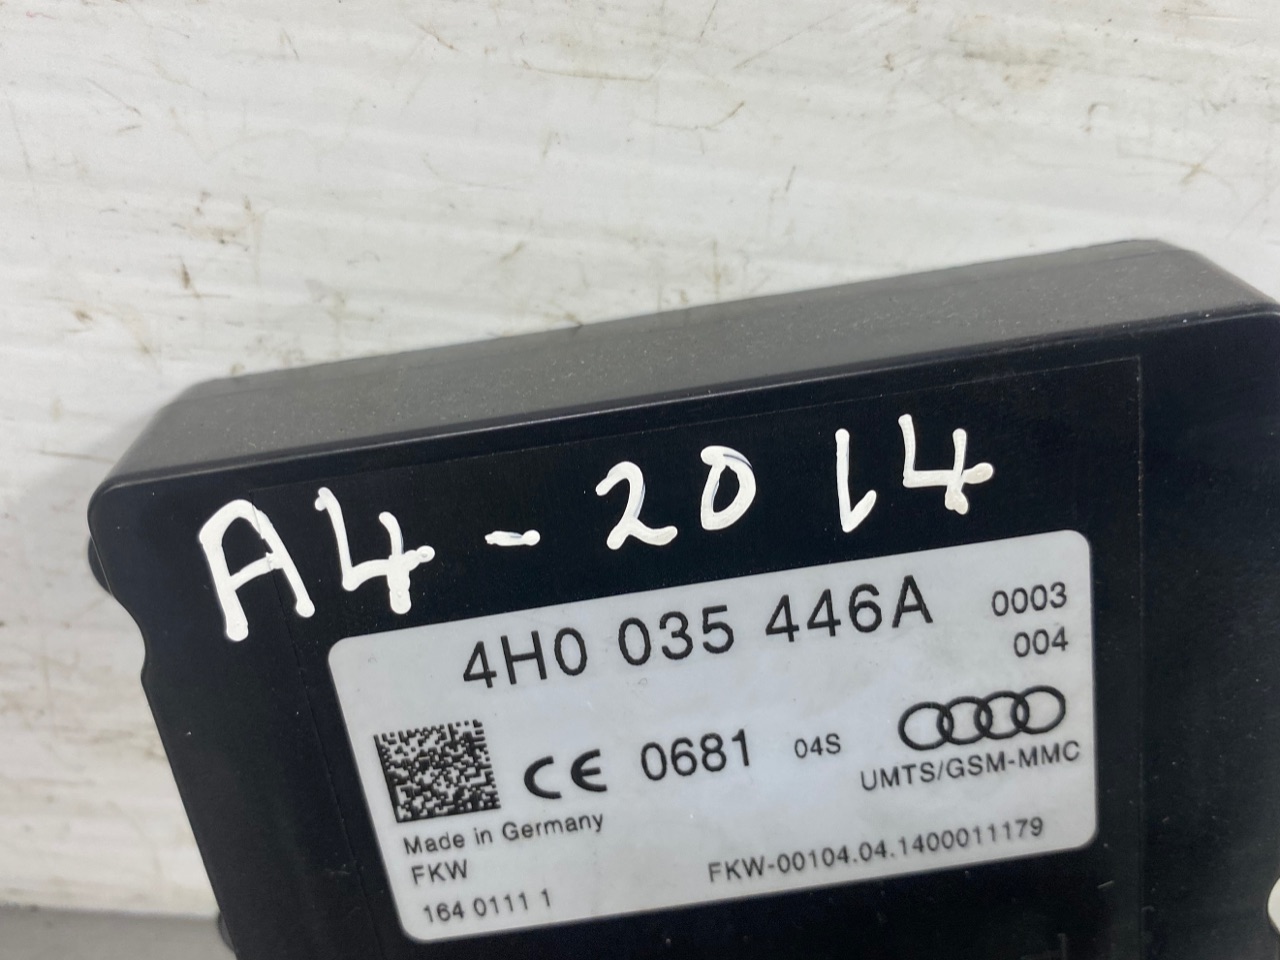 A4-2014
4H0 035 446A 0003
004
CE 0681 04S
UMTS/GSM-MMC
Made in Germany
FKW
FKW-00104.04.1400011179
164 0111 1